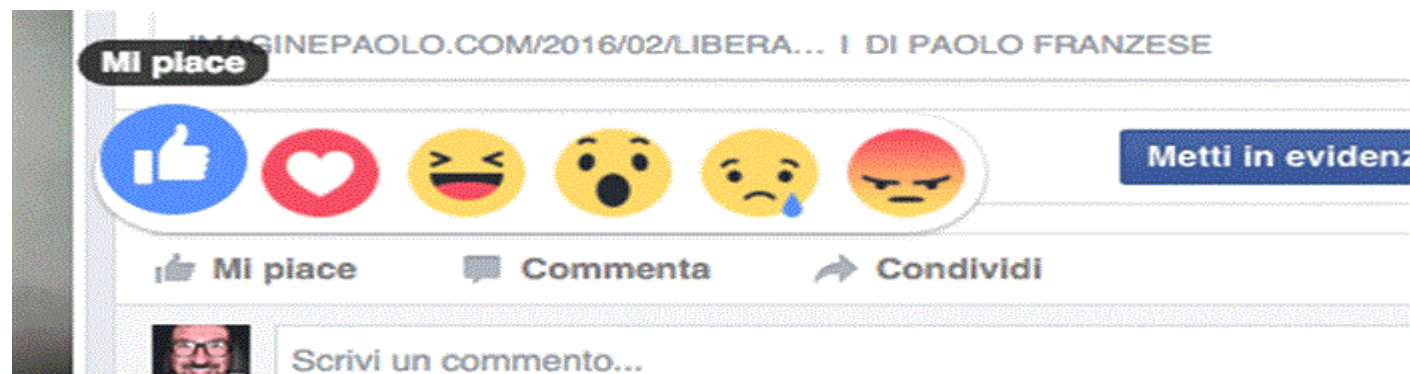 IMAGINEPAOLO.COM/2016/02/LIBERA... | DI PAOLO FRANZESE
Mi piace
Metti in evidenz
Mi piace Commenta Condividi
Scrivi un commento...